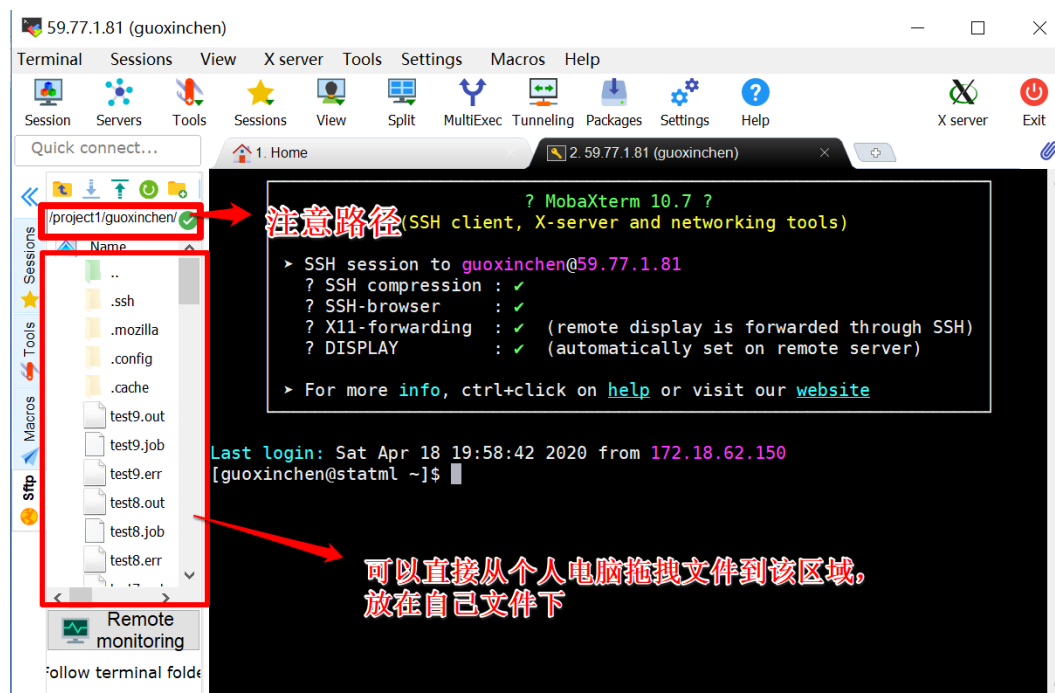 59.77.1.81 (guoxinchen)
Terminal Sessions View X server Tools Settings Macros Help
Session Servers Tools Sessions View Split MultiExec Tunneling Packages Settings Help X server Exit
Quick connect...
1. Home
2. 59.77.1.81 (guoxinchen)
/project1/guoxinchen/
注意路径
Name
..
.ssh
.mozilla
.config
.cache
test9.out
test9.job
test9.err
test8.out
test8.job
test8.err
Sessions
Tools
Macros
Sftp
Remote
monitoring
Follow terminal folde
? MobaXterm 10.7 ?
(SSH client, X-server and networking tools)
➤ SSH session to guoxinchen@59.77.1.81
? SSH compression : ✔
? SSH-browser : ✔
? X11-forwarding : ✔ (remote display is forwarded through SSH)
? DISPLAY : ✔ (automatically set on remote server)
➤ For more info, ctrl+click on help or visit our website
Last login: Sat Apr 18 19:58:42 2020 from 172.18.62.150
[guoxinchen@statml ~]$
可以直接从个人电脑拖拽文件到该区域，
放在自己文件下